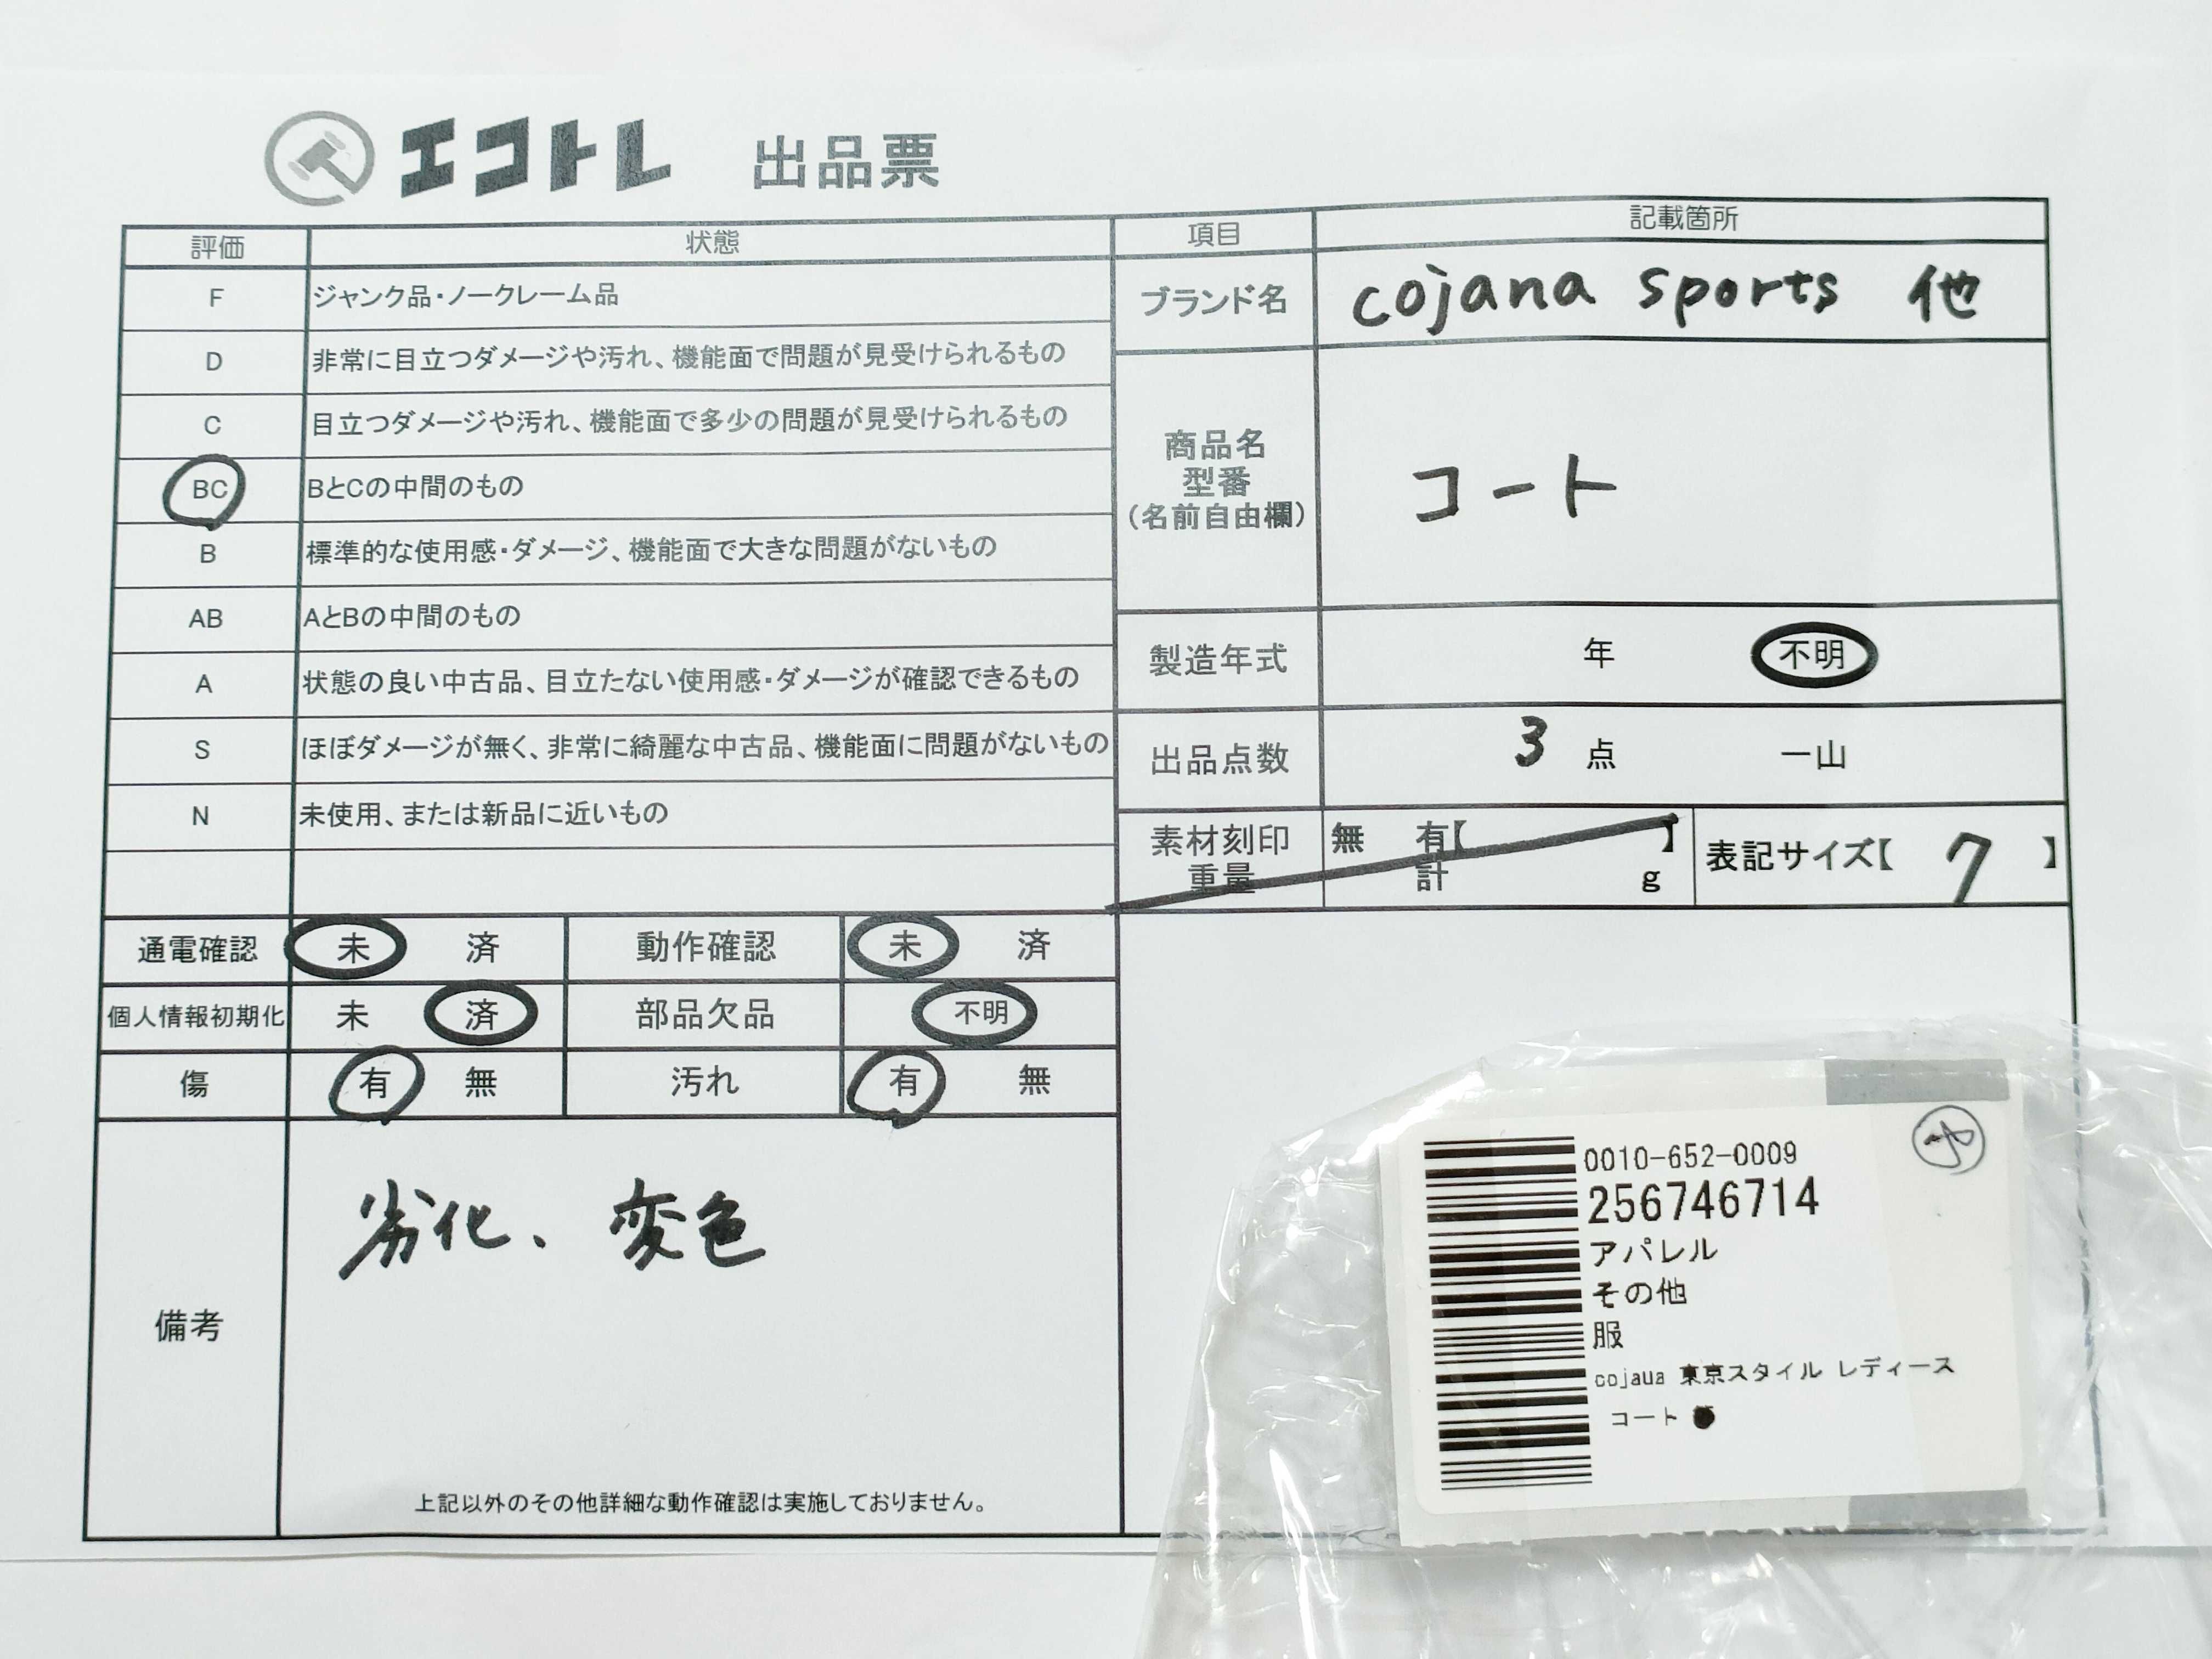 エコトレ 出品票
評価 状態
F ジャンク品・ノークレーム品
D 非常に目立つダメージや汚れ、機能面で問題が見受けられるもの
C 目立つダメージや汚れ、機能面で多少の問題が見受けられるもの
BC BとCの中間のもの
B 標準的な使用感・ダメージ、機能面で大きな問題がないもの
AB AとBの中間のもの
A 状態の良い中古品、目立たない使用感・ダメージが確認できるもの
S ほぼダメージが無く、非常に綺麗な中古品、機能面に問題がないもの
N 未使用、または新品に近いもの
項目 記載箇所
ブランド名 cojana sports 他
商品名
型番
(名前自由欄)
コート
製造年式 年 不明
出品点数 3 点 一山
素材刻印 無 有【 】
重量 計 g
表記サイズ【 7 】
通電確認 未 済 動作確認 未 済
個人情報初期化 未 済 部品欠品 不明
傷 有 無 汚れ 有 無
備考
劣化、変色
上記以外のその他詳細な動作確認は実施しておりません。
0010-652-0009
256746714
アパレル
その他
服
cojaua 東京スタイル レディース
コート